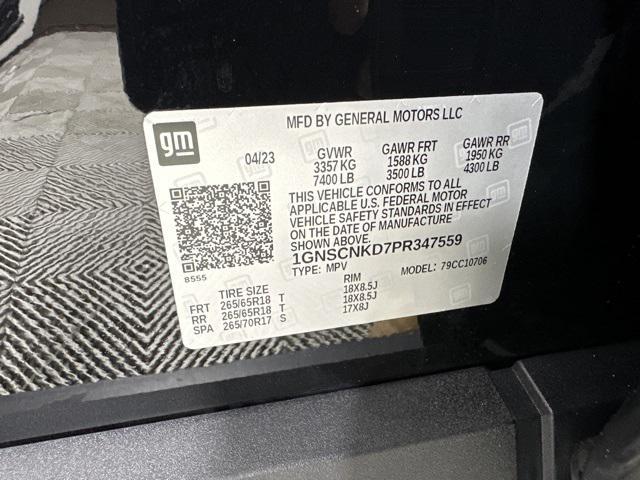 gm
MFD BY GENERAL MOTORS LLC
04/23
GVWR GAWR FRT GAWR RR
3357 KG 1588 KG 1950 KG
7400 LB 3500 LB 4300 LB
THIS VEHICLE CONFORMS TO ALL
APPLICABLE U.S. FEDERAL MOTOR
VEHICLE SAFETY STANDARDS IN EFFECT
ON THE DATE OF MANUFACTURE
SHOWN ABOVE.
1GNSCNKD7PR347559
8555
TYPE: MPV MODEL: 79CC10706
TIRE SIZE RIM
FRT 265/65R18 T 18X8.5J
RR 265/65R18 T 18X8.5J
SPA 265/70R17 S 17X8J